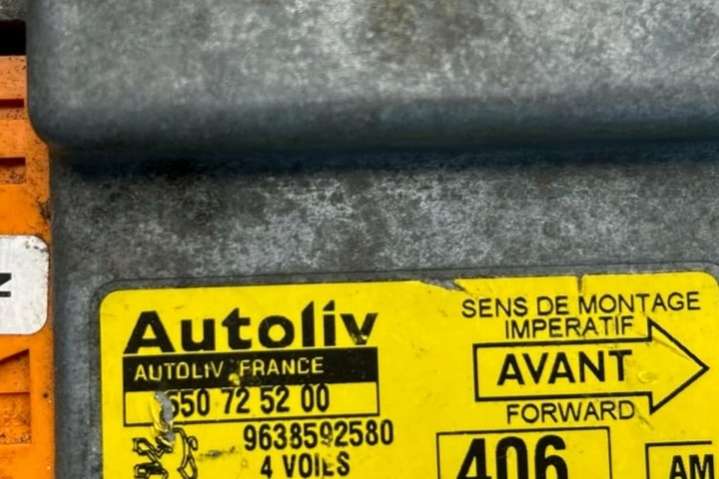 Autoliv
AUTOLIV FRANCE
550 72 52 00
9638592580
4 VOIES
SENS DE MONTAGE
IMPERATIF
AVANT
FORWARD
406
AM